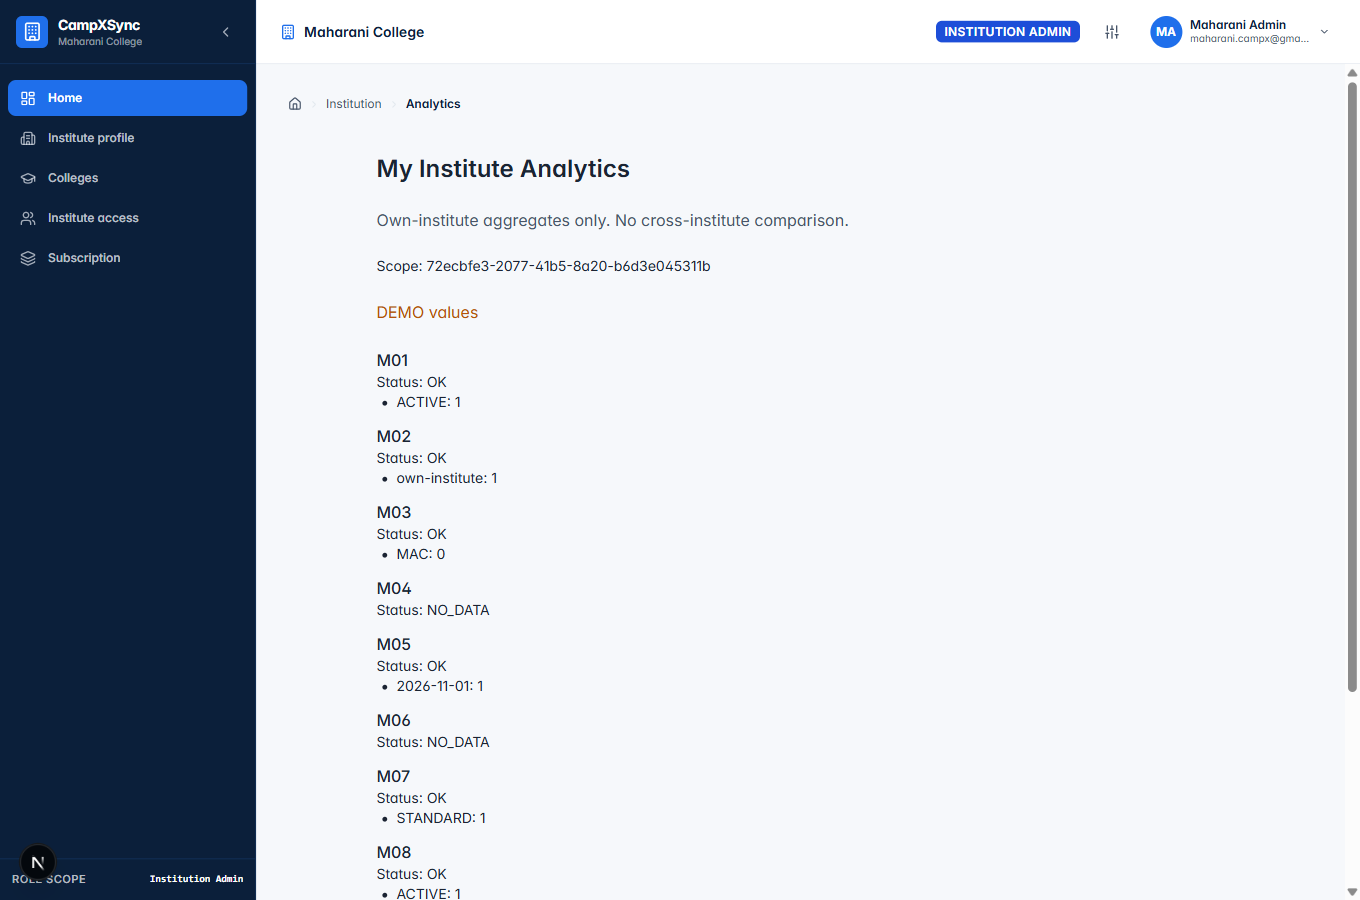 CampXSync
Maharani College
Home
Institute profile
Colleges
Institute access
Subscription
N
ROLE SCOPE
Institution Admin
Maharani College
INSTITUTION ADMIN
MA
Maharani Admin
maharani.campx@gma...
Institution
Analytics
My Institute Analytics
Own-institute aggregates only. No cross-institute comparison.
Scope: 72ecbfe3-2077-41b5-8a20-b6d3e045311b
DEMO values
M01
Status: OK
• ACTIVE: 1
M02
Status: OK
• own-institute: 1
M03
Status: OK
• MAC: 0
M04
Status: NO_DATA
M05
Status: OK
• 2026-11-01: 1
M06
Status: NO_DATA
M07
Status: OK
• STANDARD: 1
M08
Status: OK
• ACTIVE: 1